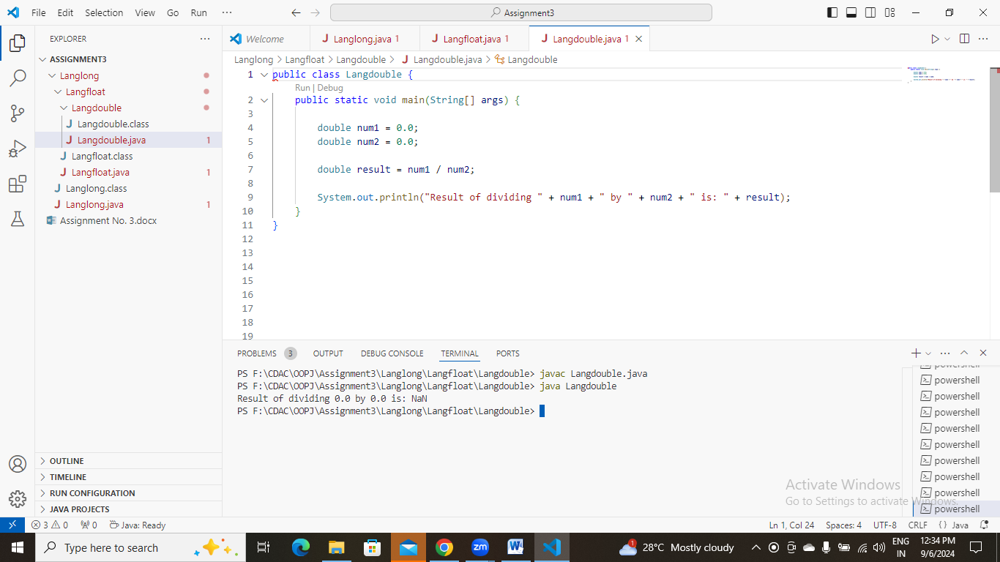 File Edit Selection View Go Run ··· Assignment3
EXPLORER ···
ASSIGNMENT3
Langlong
Langfloat
Langdouble
J Langdouble.class
J Langdouble.java 1
J Langfloat.class
J Langfloat.java 1
J Langlong.class
J Langlong.java 1
Assignment No. 3.docx
OUTLINE
TIMELINE
RUN CONFIGURATION
JAVA PROJECTS
Welcome J Langlong.java 1 J Langfloat.java 1 J Langdouble.java 1
Langlong > Langfloat > Langdouble > J Langdouble.java > Langdouble
1 public class Langdouble {
Run | Debug
2 public static void main(String[] args) {
3
4 double num1 = 0.0;
5 double num2 = 0.0;
6
7 double result = num1 / num2;
8
9 System.out.println("Result of dividing " + num1 + " by " + num2 + " is: " + result);
10 }
11 }
12
13
14
15
16
17
18
19
PROBLEMS 3 OUTPUT DEBUG CONSOLE TERMINAL PORTS
PS F:\CDAC\OOPJ\Assignment3\Langlong\Langfloat\Langdouble> javac Langdouble.java
PS F:\CDAC\OOPJ\Assignment3\Langlong\Langfloat\Langdouble> java Langdouble
Result of dividing 0.0 by 0.0 is: NaN
PS F:\CDAC\OOPJ\Assignment3\Langlong\Langfloat\Langdouble>
powershell
powershell
powershell
powershell
powershell
powershell
powershell
powershell
powershell
powershell
Activate Windows
Go to Settings to activate Windows.
3 0 0 Java: Ready Ln 1, Col 24 Spaces: 4 UTF-8 CRLF {} Java
Type here to search zm W 1 28°C Mostly cloudy ENG IN 12:34 PM 9/6/2024